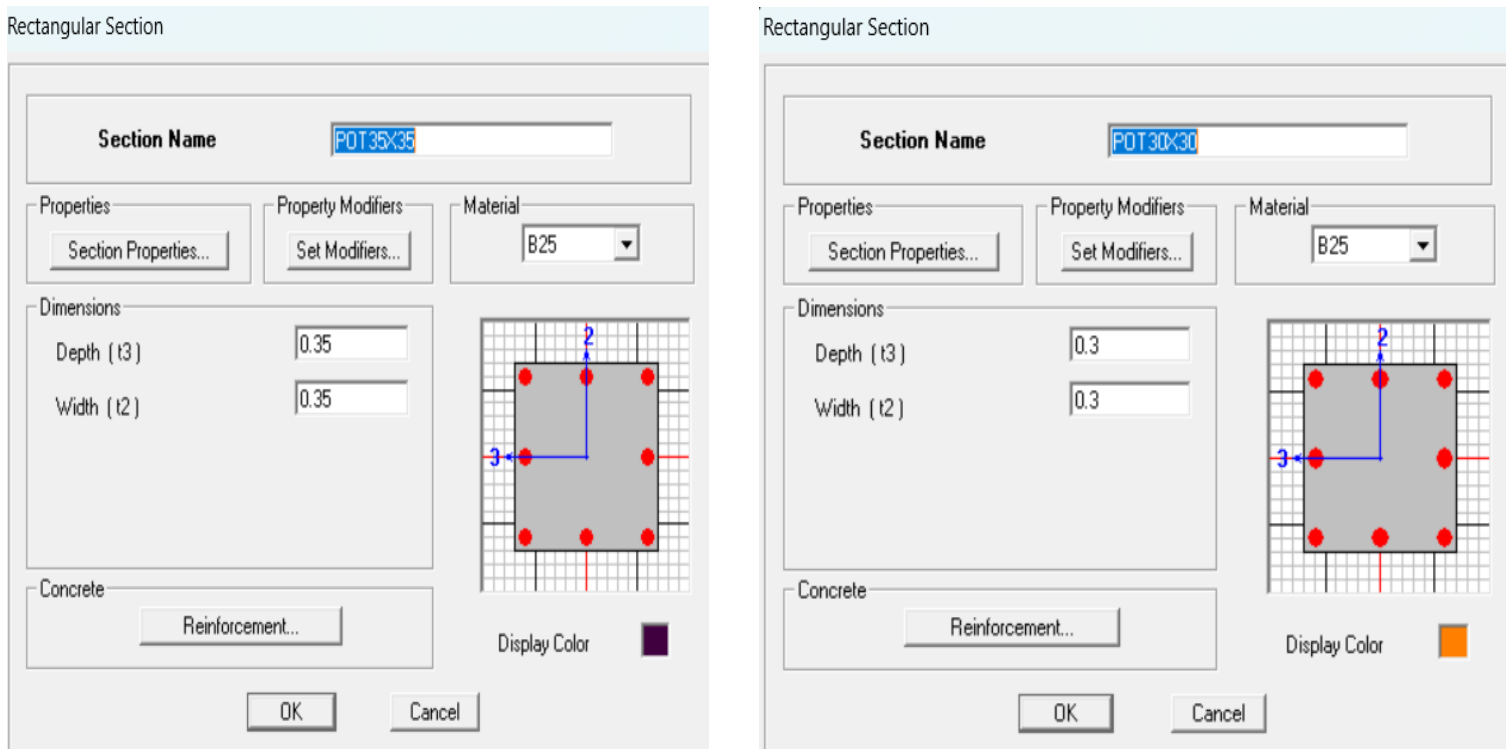 Rectangular Section
Section Name POT35X35
Properties
Section Properties...
Property Modifiers
Set Modifiers...
Material
B25
Dimensions
Depth ( t3 ) 0.35
Width ( t2 ) 0.35
2
3
Concrete
Reinforcement...
Display Color
OK Cancel
Rectangular Section
Section Name POT30X30
Properties
Section Properties...
Property Modifiers
Set Modifiers...
Material
B25
Dimensions
Depth ( t3 ) 0.3
Width ( t2 ) 0.3
2
3
Concrete
Reinforcement...
Display Color
OK Cancel